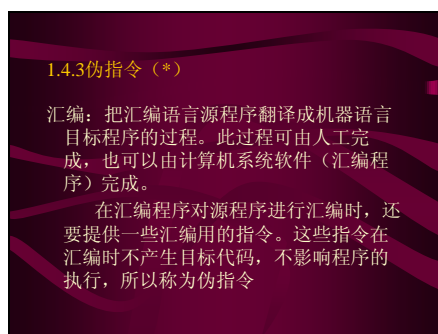 1.4.3伪指令（*）
汇编：把汇编语言源程序翻译成机器语言
目标程序的过程。此过程可由人工完
成，也可以由计算机系统软件（汇编程
序）完成。
在汇编程序对源程序进行汇编时，还
要提供一些汇编用的指令。这些指令在
汇编时不产生目标代码，不影响程序的
执行，所以称为伪指令